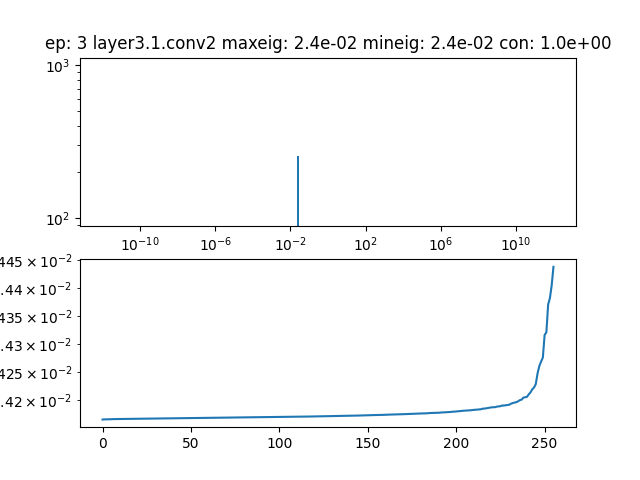 ep: 3 layer3.1.conv2 maxeig: 2.4e-02 mineig: 2.4e-02 con: 1.0e+00
10³
10²
10⁻¹⁰ 10⁻⁶ 10⁻² 10² 10⁶ 10¹⁰
445 × 10⁻²
.44 × 10⁻²
435 × 10⁻²
.43 × 10⁻²
425 × 10⁻²
.42 × 10⁻²
0 50 100 150 200 250